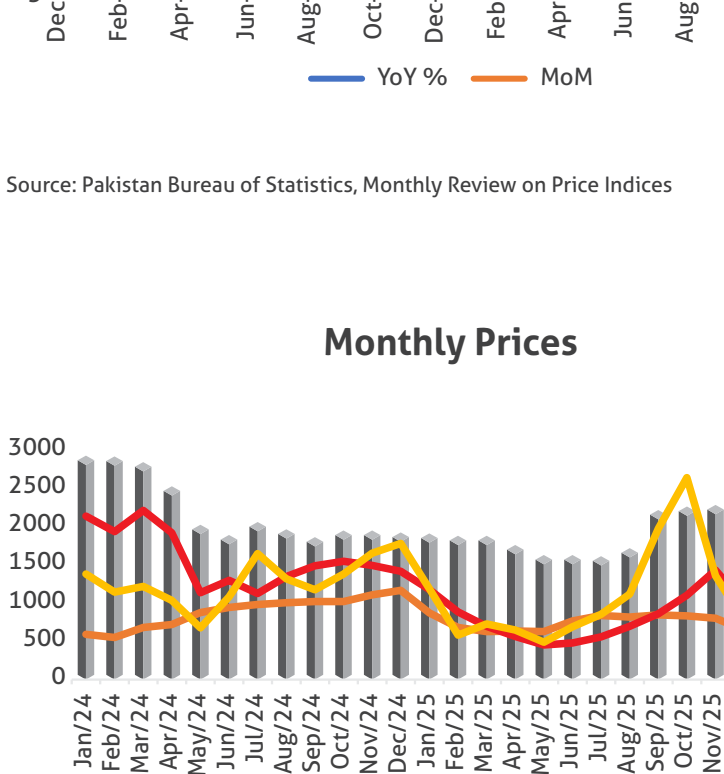 Dec-
Feb-
Apr-
Jun-
Aug-
Oct-
Dec-
Feb
Apr
Jun
Aug
YoY % MoM
Source: Pakistan Bureau of Statistics, Monthly Review on Price Indices
Monthly Prices
3000
2500
2000
1500
1000
500
0
Jan/24
Feb/24
Mar/24
Apr/24
May/24
Jun/24
Jul/24
Aug/24
Sep/24
Oct/24
Nov/24
Dec/24
Jan/25
Feb/25
Mar/25
Apr/25
May/25
Jun/25
Jul/25
Aug/25
Sep/25
Oct/25
Nov/25